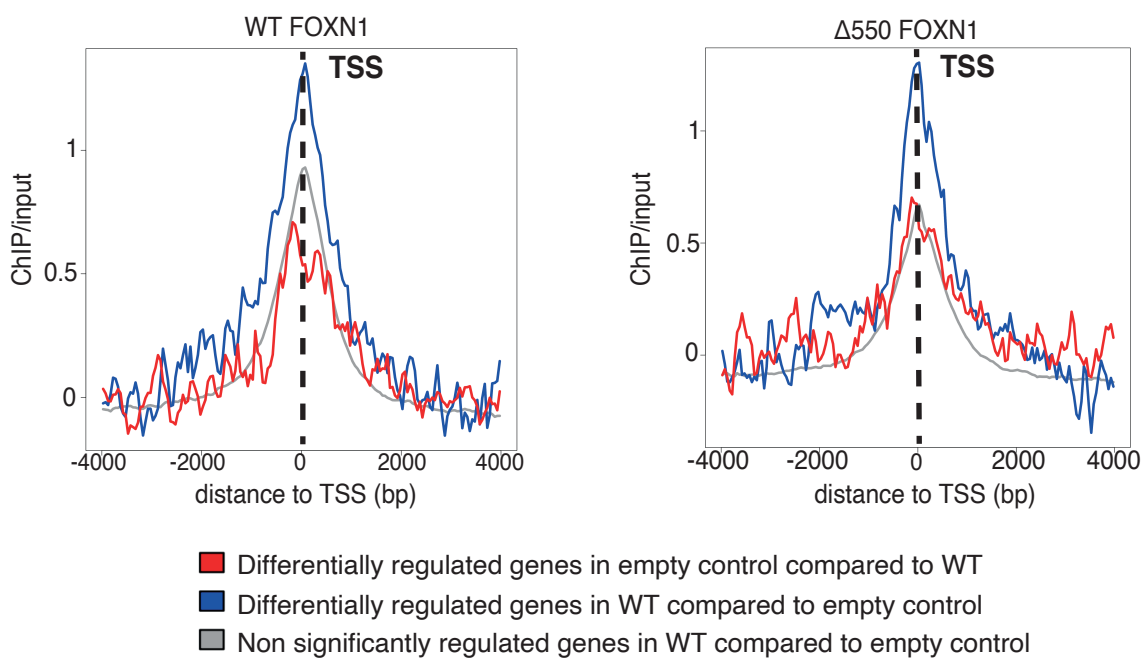 WT FOXN1
TSS
ChIP/input
1
0.5
0
-4000 -2000 0 2000 4000
distance to TSS (bp)
Δ550 FOXN1
TSS
ChIP/input
1
0.5
0
-4000 -2000 0 2000 4000
distance to TSS (bp)
Differentially regulated genes in empty control compared to WT
Differentially regulated genes in WT compared to empty control
Non significantly regulated genes in WT compared to empty control